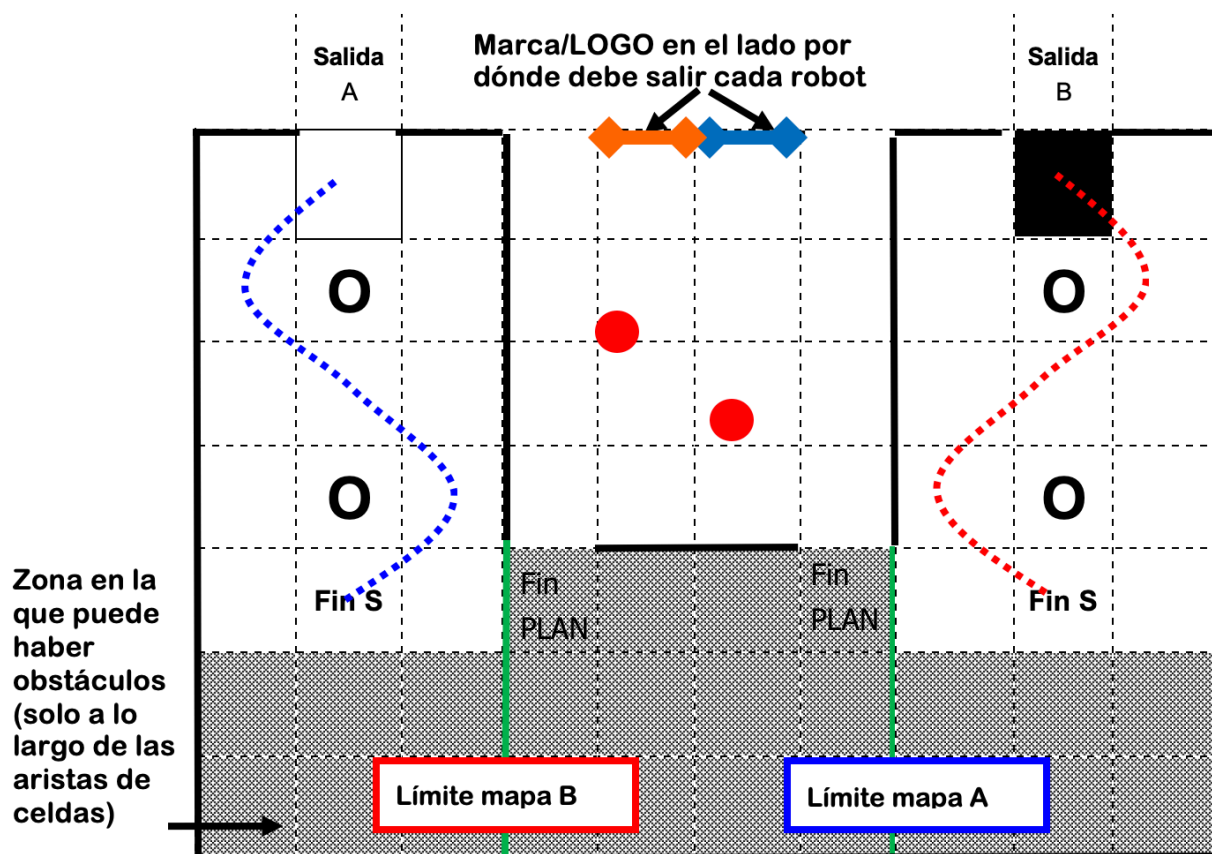 Salida
A
Marca/LOGO en el lado por
dónde debe salir cada robot
Salida
B
O
O
O
O
Fin S
Fin
PLAN
Fin
PLAN
Fin S
Zona en la
que puede
haber
obstáculos
(solo a lo
largo de las
aristas de
celdas)
Límite mapa B
Límite mapa A